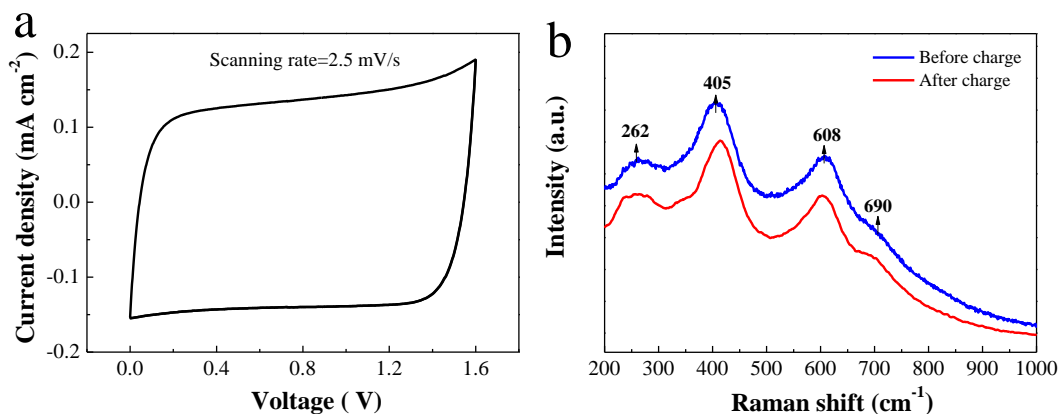 a
Scanning rate=2.5 mV/s
Current density (mA cm⁻²)
0.2
0.1
0.0
-0.1
-0.2
0.0 0.4 0.8 1.2 1.6
Voltage ( V)
b
Before charge
After charge
262
405
608
690
Intensity (a.u.)
200 300 400 500 600 700 800 900 1000
Raman shift (cm⁻¹)